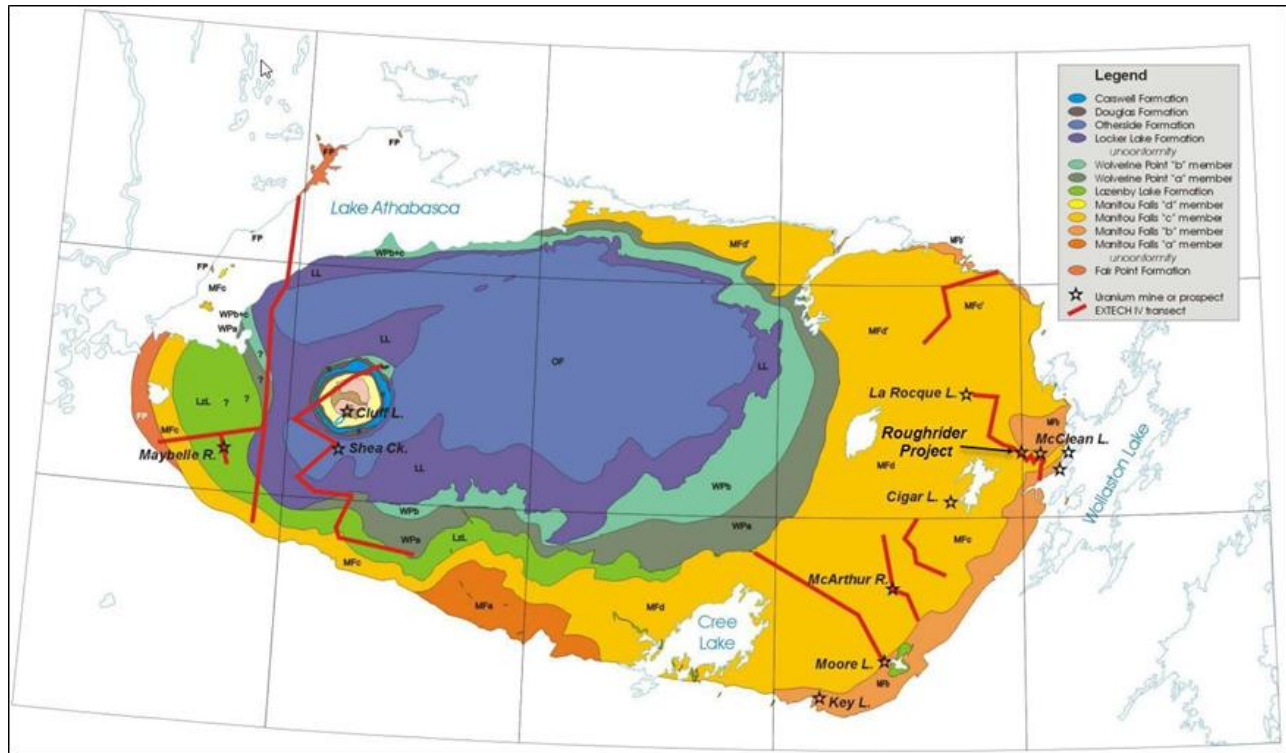 Legend
Carswell Formation
Douglas Formation
Otherside Formation
Locker Lake Formation
unconformity
Wolverine Point "b" member
Wolverine Point "a" member
Lazenby Lake Formation
Manitou Falls "d" member
Manitou Falls "c" member
Manitou Falls "b" member
Manitou Falls "a" member
unconformity
Fair Point Formation
Uranium mine or prospect
EXTECH IV transect
FP
FP
Lake Athabasca
FP
MFd'
MFb'
WPb+c
LL
FP
MFc
MFc'
WPb+c
WPa
MFd'
?
LL
OF
LL
?
LzL
?
?
La Rocque L.
FP
Cluff L.
MFb
MFc
Roughrider
Project
McClean L.
Maybelle R.
Shea Ck.
MFd
Wollaston Lake
LL
WPb
Cigar L.
WPb
WPa
WPa
LzL
MFc
MFc
McArthur R.
MFa
MFd
Cree
Lake
Moore L.
MFb
Key L.